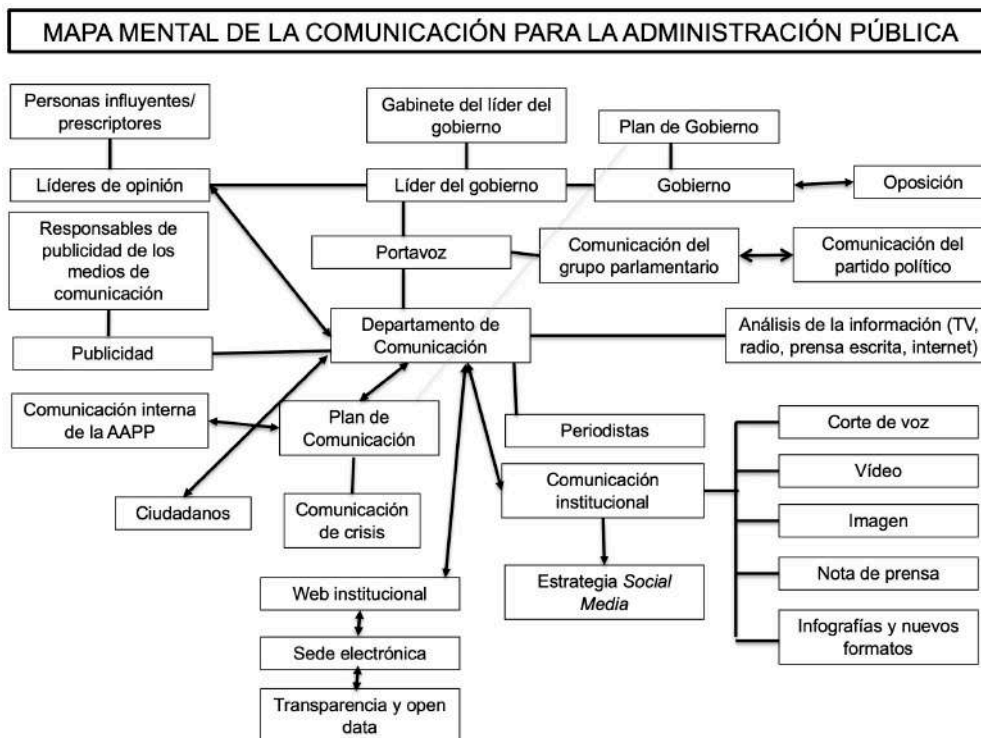 MAPA MENTAL DE LA COMUNICACIÓN PARA LA ADMINISTRACIÓN PÚBLICA
Personas influyentes/
prescriptores
Gabinete del líder del
gobierno
Plan de Gobierno
Líderes de opinión
Líder del gobierno
Gobierno
Oposición
Responsables de
publicidad de los
medios de
comunicación
Portavoz
Comunicación del
grupo parlamentario
Comunicación del
partido político
Publicidad
Departamento de
Comunicación
Análisis de la información (TV,
radio, prensa escrita, internet)
Comunicación interna
de la AAPP
Plan de
Comunicación
Periodistas
Corte de voz
Ciudadanos
Comunicación
de crisis
Comunicación
institucional
Vídeo
Imagen
Web institucional
Estrategia Social
Media
Nota de prensa
Sede electrónica
Infografías y nuevos
formatos
Transparencia y open
data